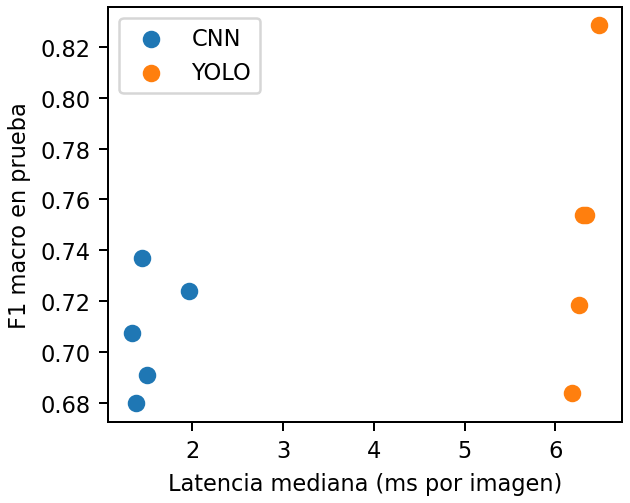 CNN
YOLO
F1 macro en prueba
0.82
0.80
0.78
0.76
0.74
0.72
0.70
0.68
2 3 4 5 6
Latencia mediana (ms por imagen)